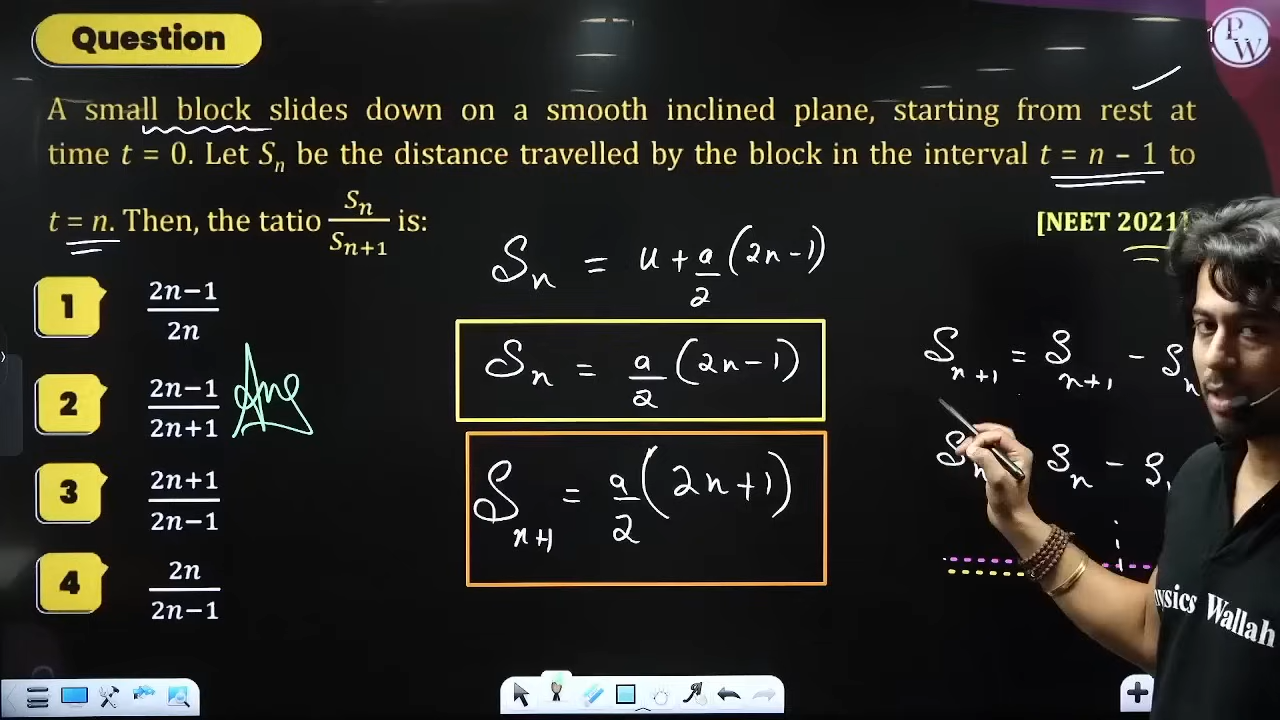 Question
PW
A small block slides down on a smooth inclined plane, starting from rest at
time t = 0. Let Sₙ be the distance travelled by the block in the interval t = n – 1 to
t = n. Then, the tatio Sₙ/Sₙ₊₁ is:
[NEET 2021]
1 (2n−1)/(2n)
2 (2n−1)/(2n+1) Ans
3 (2n+1)/(2n−1)
4 (2n)/(2n−1)
Sₙ = u + a/2 (2n−1)
Sₙ = a/2 (2n−1)
Sₙ₊₁ = a/2 (2n+1)
Sₙ₊₁ = Sₙ₊₁ − Sₙ
Sₙ Sₙ − S
Physics Wallah